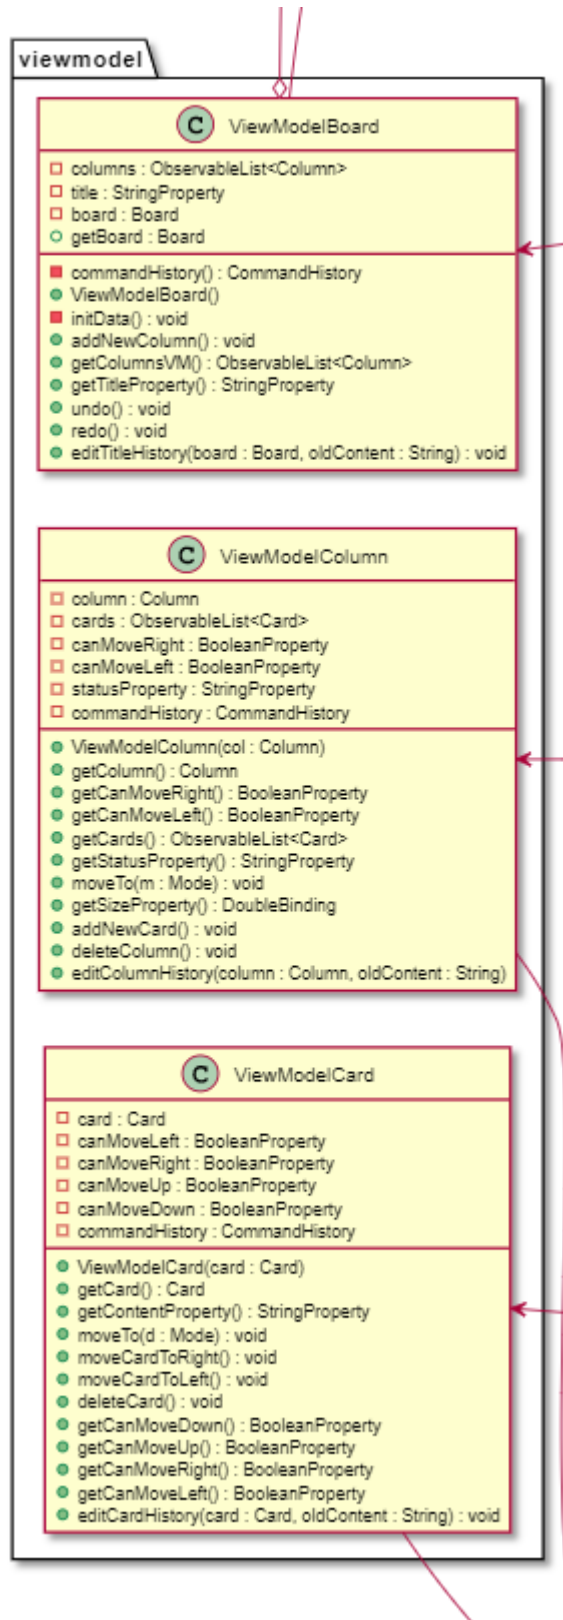 viewmodel
C ViewModelBoard
columns : ObservableList<Column>
title : StringProperty
board : Board
getBoard : Board
commandHistory() : CommandHistory
ViewModelBoard()
initData() : void
addNewColumn() : void
getColumnsVM() : ObservableList<Column>
getTitleProperty() : StringProperty
undo() : void
redo() : void
editTitleHistory(board : Board, oldContent : String) : void
C ViewModelColumn
column : Column
cards : ObservableList<Card>
canMoveRight : BooleanProperty
canMoveLeft : BooleanProperty
statusProperty : StringProperty
commandHistory : CommandHistory
ViewModelColumn(col : Column)
getColumn() : Column
getCanMoveRight() : BooleanProperty
getCanMoveLeft() : BooleanProperty
getCards() : ObservableList<Card>
getStatusProperty() : StringProperty
moveTo(m : Mode) : void
getSizeProperty() : DoubleBinding
addNewCard() : void
deleteColumn() : void
editColumnHistory(column : Column, oldContent : String)
C ViewModelCard
card : Card
canMoveLeft : BooleanProperty
canMoveRight : BooleanProperty
canMoveUp : BooleanProperty
canMoveDown : BooleanProperty
commandHistory : CommandHistory
ViewModelCard(card : Card)
getCard() : Card
getContentProperty() : StringProperty
moveTo(d : Mode) : void
moveCardToRight() : void
moveCardToLeft() : void
deleteCard() : void
getCanMoveDown() : BooleanProperty
getCanMoveUp() : BooleanProperty
getCanMoveRight() : BooleanProperty
getCanMoveLeft() : BooleanProperty
editCardHistory(card : Card, oldContent : String) : void